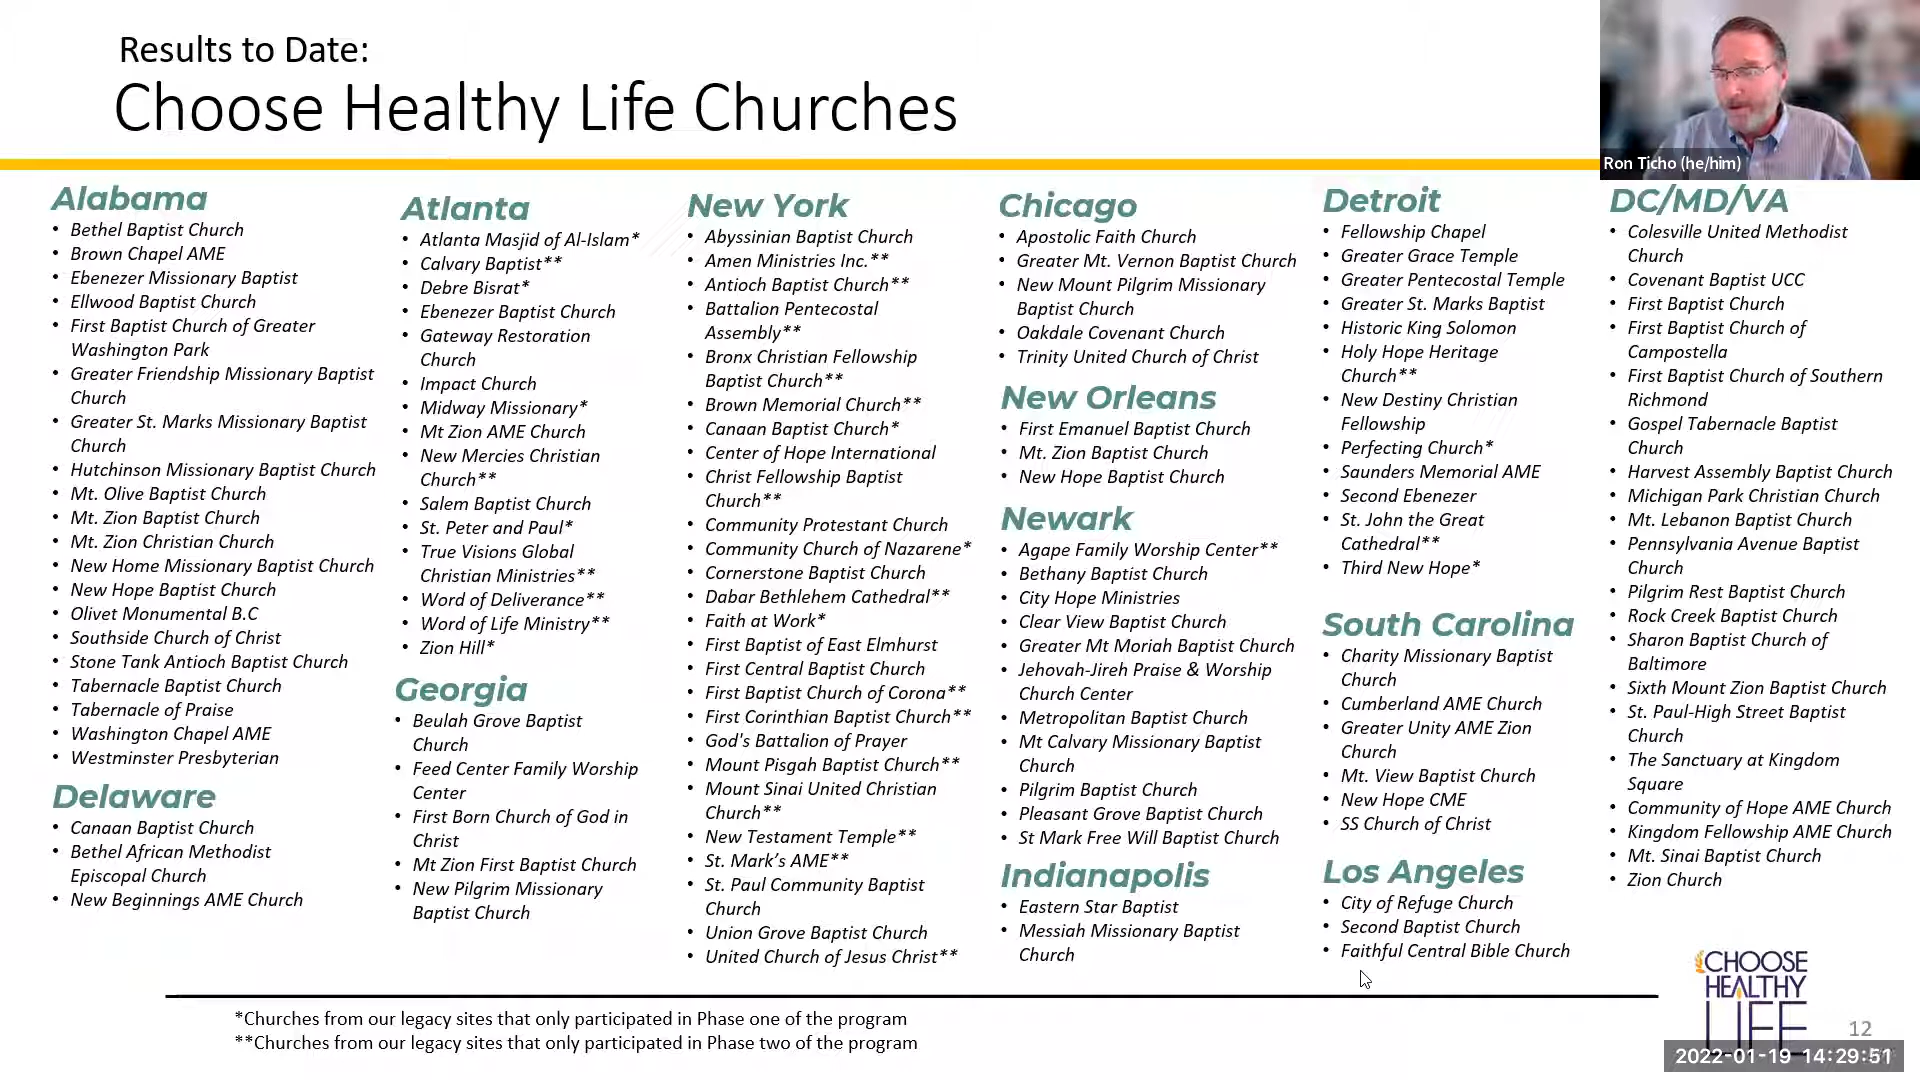 Results to Date:
Choose Healthy Life Churches
Ron Ticho (he/him)
Alabama
• Bethel Baptist Church
• Brown Chapel AME
• Ebenezer Missionary Baptist
• Ellwood Baptist Church
• First Baptist Church of Greater
Washington Park
• Greater Friendship Missionary Baptist
Church
• Greater St. Marks Missionary Baptist
Church
• Hutchinson Missionary Baptist Church
• Mt. Olive Baptist Church
• Mt. Zion Baptist Church
• Mt. Zion Christian Church
• New Home Missionary Baptist Church
• New Hope Baptist Church
• Olivet Monumental B.C
• Southside Church of Christ
• Stone Tank Antioch Baptist Church
• Tabernacle Baptist Church
• Tabernacle of Praise
• Washington Chapel AME
• Westminster Presbyterian
Delaware
• Canaan Baptist Church
• Bethel African Methodist
Episcopal Church
• New Beginnings AME Church
Atlanta
• Atlanta Masjid of Al-Islam*
• Calvary Baptist**
• Debre Bisrat*
• Ebenezer Baptist Church
• Gateway Restoration
Church
• Impact Church
• Midway Missionary*
• Mt Zion AME Church
• New Mercies Christian
Church**
• Salem Baptist Church
• St. Peter and Paul*
• True Visions Global
Christian Ministries**
• Word of Deliverance**
• Word of Life Ministry**
• Zion Hill*
Georgia
• Beulah Grove Baptist
Church
• Feed Center Family Worship
Center
• First Born Church of God in
Christ
• Mt Zion First Baptist Church
• New Pilgrim Missionary
Baptist Church
New York
• Abyssinian Baptist Church
• Amen Ministries Inc.**
• Antioch Baptist Church**
• Battalion Pentecostal
Assembly**
• Bronx Christian Fellowship
Baptist Church**
• Brown Memorial Church**
• Canaan Baptist Church*
• Center of Hope International
• Christ Fellowship Baptist
Church**
• Community Protestant Church
• Community Church of Nazarene*
• Cornerstone Baptist Church
• Dabar Bethlehem Cathedral**
• Faith at Work*
• First Baptist of East Elmhurst
• First Central Baptist Church
• First Baptist Church of Corona**
• First Corinthian Baptist Church**
• God's Battalion of Prayer
• Mount Pisgah Baptist Church**
• Mount Sinai United Christian
Church**
• New Testament Temple**
• St. Mark’s AME**
• St. Paul Community Baptist
Church
• Union Grove Baptist Church
• United Church of Jesus Christ**
Chicago
• Apostolic Faith Church
• Greater Mt. Vernon Baptist Church
• New Mount Pilgrim Missionary
Baptist Church
• Oakdale Covenant Church
• Trinity United Church of Christ
New Orleans
• First Emanuel Baptist Church
• Mt. Zion Baptist Church
• New Hope Baptist Church
Newark
• Agape Family Worship Center**
• Bethany Baptist Church
• City Hope Ministries
• Clear View Baptist Church
• Greater Mt Moriah Baptist Church
• Jehovah-Jireh Praise & Worship
Church Center
• Metropolitan Baptist Church
• Mt Calvary Missionary Baptist
Church
• Pilgrim Baptist Church
• Pleasant Grove Baptist Church
• St Mark Free Will Baptist Church
Indianapolis
• Eastern Star Baptist
• Messiah Missionary Baptist
Church
Detroit
• Fellowship Chapel
• Greater Grace Temple
• Greater Pentecostal Temple
• Greater St. Marks Baptist
• Historic King Solomon
• Holy Hope Heritage
Church**
• New Destiny Christian
Fellowship
• Perfecting Church*
• Saunders Memorial AME
• Second Ebenezer
• St. John the Great
Cathedral**
• Third New Hope*
South Carolina
• Charity Missionary Baptist
Church
• Cumberland AME Church
• Greater Unity AME Zion
Church
• Mt. View Baptist Church
• New Hope CME
• SS Church of Christ
Los Angeles
• City of Refuge Church
• Second Baptist Church
• Faithful Central Bible Church
DC/MD/VA
• Colesville United Methodist
Church
• Covenant Baptist UCC
• First Baptist Church
• First Baptist Church of
Campostella
• First Baptist Church of Southern
Richmond
• Gospel Tabernacle Baptist
Church
• Harvest Assembly Baptist Church
• Michigan Park Christian Church
• Mt. Lebanon Baptist Church
• Pennsylvania Avenue Baptist
Church
• Pilgrim Rest Baptist Church
• Rock Creek Baptist Church
• Sharon Baptist Church of
Baltimore
• Sixth Mount Zion Baptist Church
• St. Paul-High Street Baptist
Church
• The Sanctuary at Kingdom
Square
• Community of Hope AME Church
• Kingdom Fellowship AME Church
• Mt. Sinai Baptist Church
• Zion Church
*Churches from our legacy sites that only participated in Phase one of the program
**Churches from our legacy sites that only participated in Phase two of the program
CHOOSE
HEALTHY
LIFE
12
2022-01-19 14:29:51